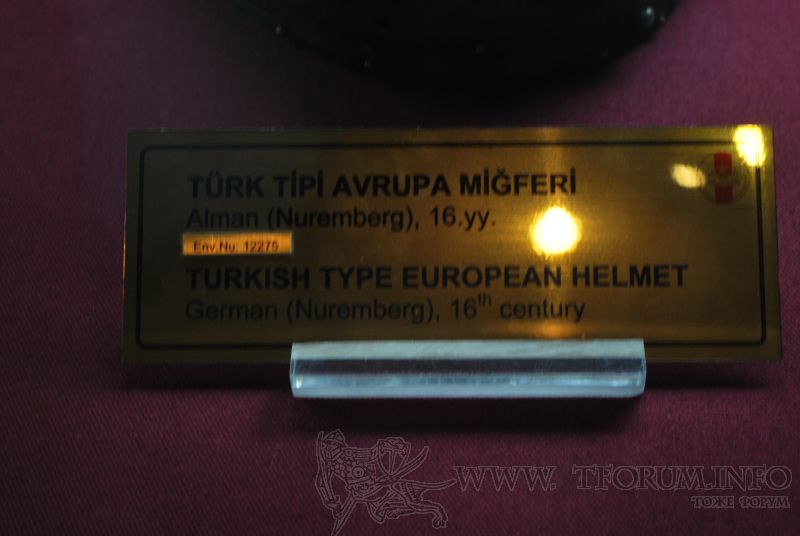 TÜRK TİPİ AVRUPA MİĞFERİ
Alman (Nuremberg), 16.yy.
Env Nu: 12275
TURKISH TYPE EUROPEAN HELMET
German (Nuremberg), 16th century
WWW. TFORUM.INFO
ТОЖЕ ФОРУМ